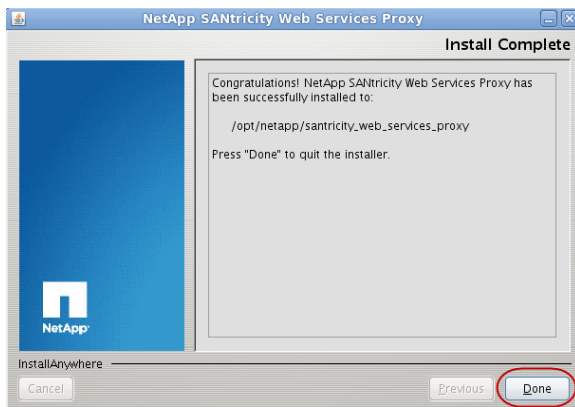 NetApp SANtricity Web Services Proxy
Install Complete
Congratulations! NetApp SANtricity Web Services Proxy has
been successfully installed to:
/opt/netapp/santricity_web_services_proxy
Press "Done" to quit the installer.
NetApp
InstallAnywhere
Cancel
Previous
Done